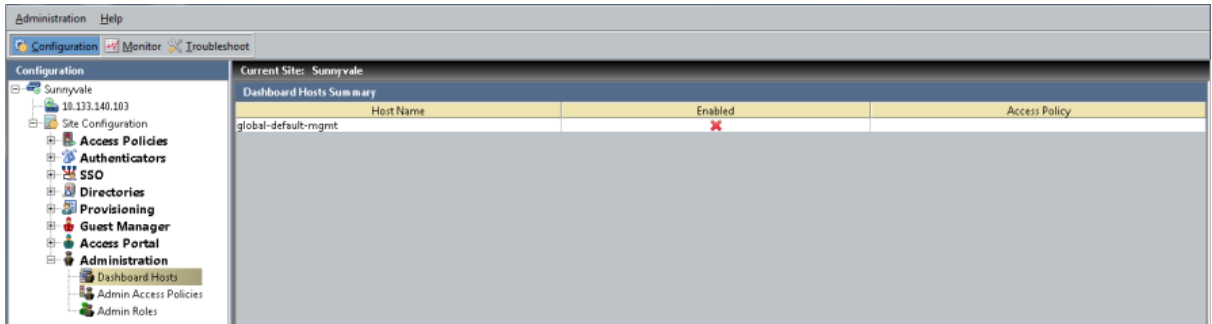 Administration Help
Configuration Monitor Troubleshoot
Configuration
Current Site: Sunnyvale
Sunnyvale
Dashboard Hosts Summary
10.133.140.103
Host Name Enabled Access Policy
Site Configuration
global-default-mgmt
Access Policies
Authenticators
SSO
Directories
Provisioning
Guest Manager
Access Portal
Administration
Dashboard Hosts
Admin Access Policies
Admin Roles